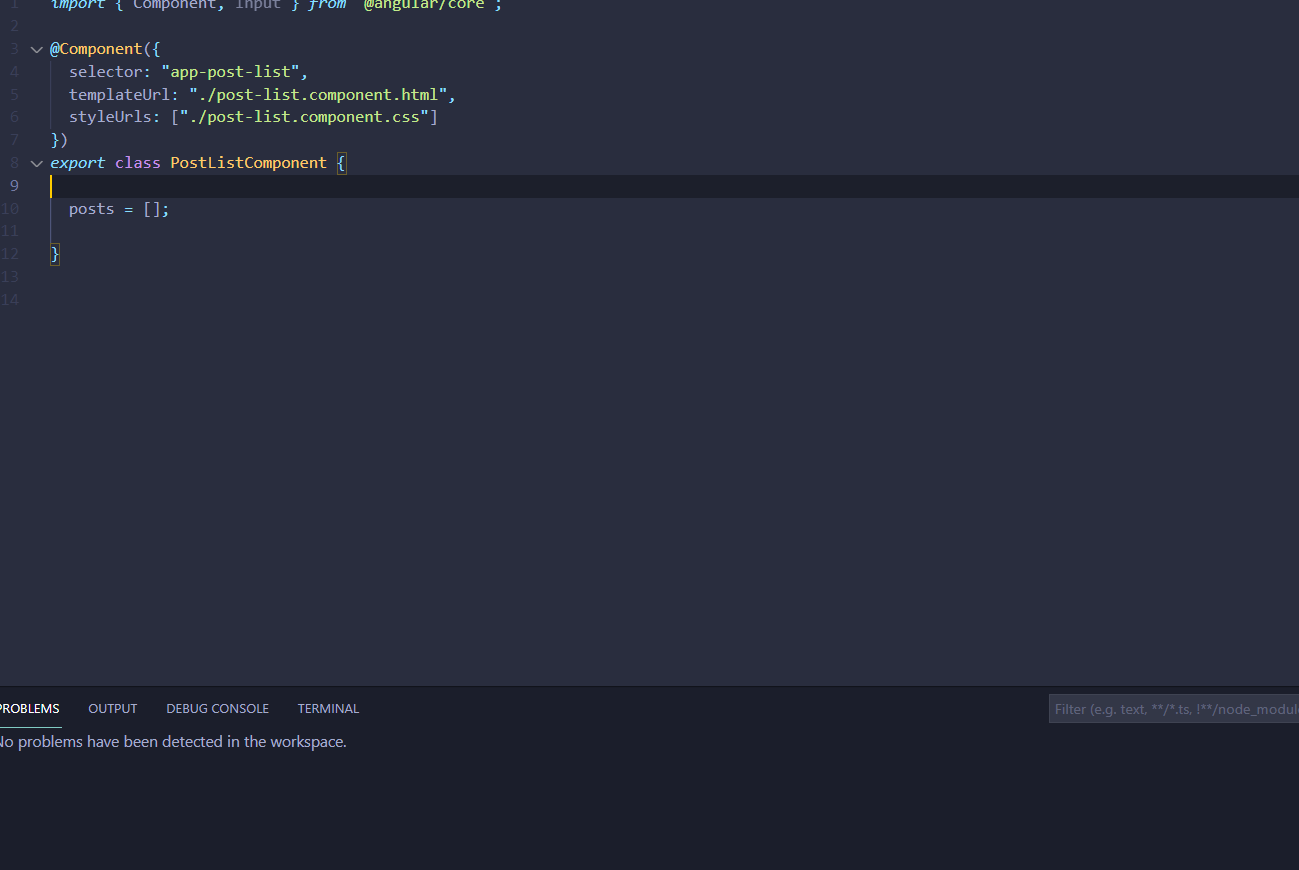 1 import { Component, Input } from "@angular/core";
2
3 @Component({
4 selector: "app-post-list",
5 templateUrl: "./post-list.component.html",
6 styleUrls: ["./post-list.component.css"]
7 })
8 export class PostListComponent {
9
10 posts = [];
11
12 }
13
14
PROBLEMS OUTPUT DEBUG CONSOLE TERMINAL Filter (e.g. text, **/*.ts, !**/node_modul
No problems have been detected in the workspace.